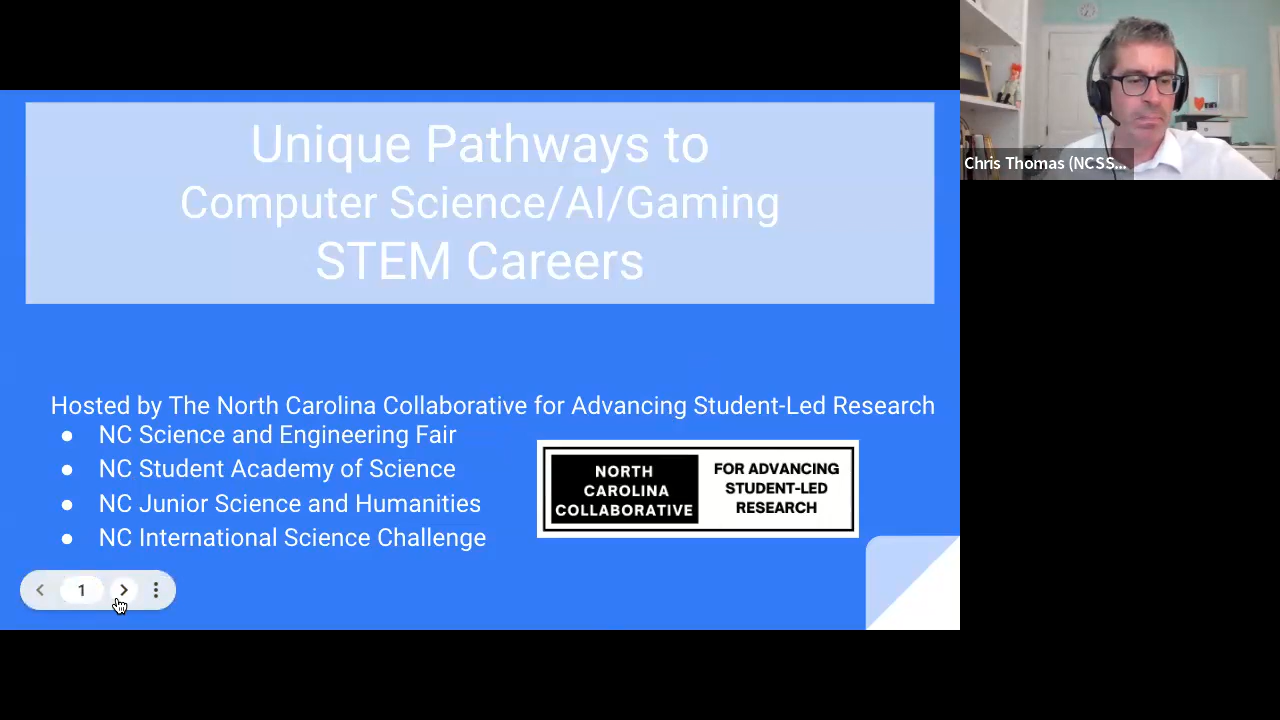 Unique Pathways to
Computer Science/AI/Gaming
STEM Careers
Hosted by The North Carolina Collaborative for Advancing Student-Led Research
● NC Science and Engineering Fair
● NC Student Academy of Science
● NC Junior Science and Humanities
● NC International Science Challenge
NORTH
CAROLINA
COLLABORATIVE
FOR ADVANCING
STUDENT-LED
RESEARCH
1
Chris Thomas (NCSS...